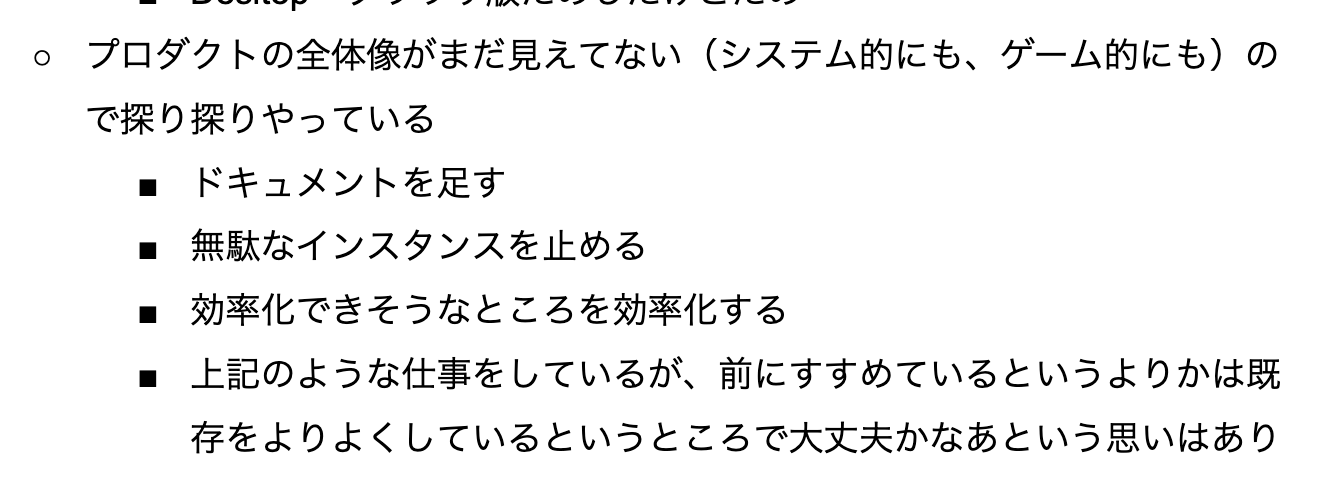 プロダクトの全体像がまだ見えてない（システム的にも、ゲーム的にも）の
で探り探りやっている
ドキュメントを足す
無駄なインスタンスを止める
効率化できそうなところを効率化する
上記のような仕事をしているが、前にすすめているというよりかは既
存をよりよくしているというところで大丈夫かなあという思いはあり